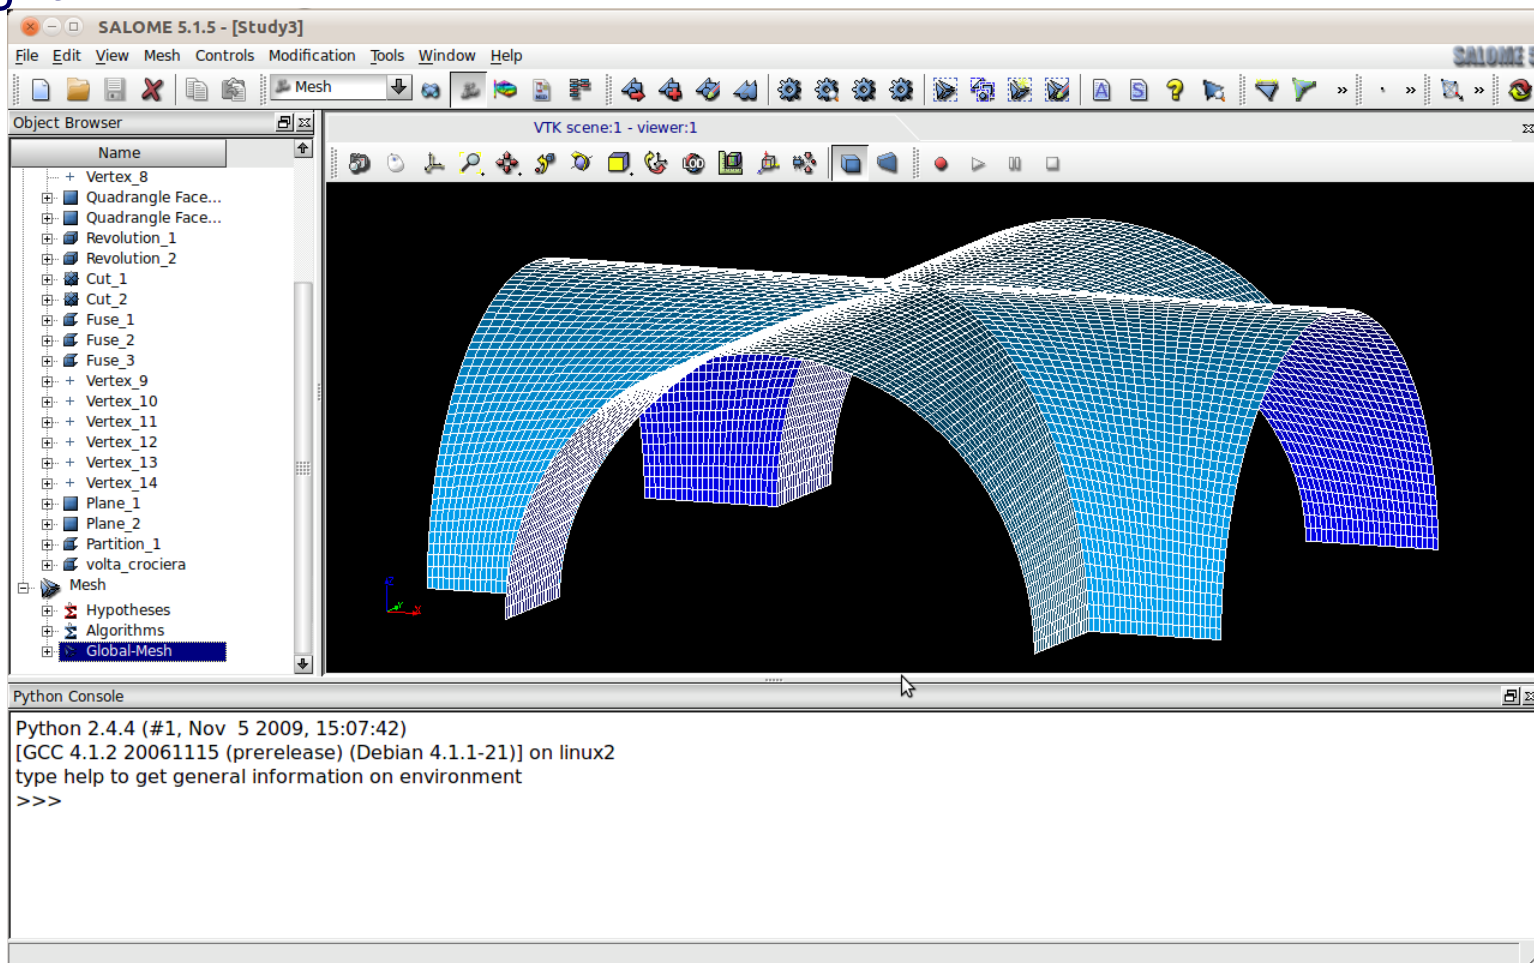 SALOME 5.1.5 - [Study3]
File Edit View Mesh Controls Modification Tools Window Help
SALOME 5
Mesh
Object Browser
VTK scene:1 - viewer:1
Name
Vertex_8
Quadrangle Face...
Quadrangle Face...
Revolution_1
Revolution_2
Cut_1
Cut_2
Fuse_1
Fuse_2
Fuse_3
Vertex_9
Vertex_10
Vertex_11
Vertex_12
Vertex_13
Vertex_14
Plane_1
Plane_2
Partition_1
volta_crociera
Mesh
Hypotheses
Algorithms
Global-Mesh
Z
Y
X
Python Console
Python 2.4.4 (#1, Nov  5 2009, 15:07:42)
[GCC 4.1.2 20061115 (prerelease) (Debian 4.1.1-21)] on linux2
type help to get general information on environment
>>>